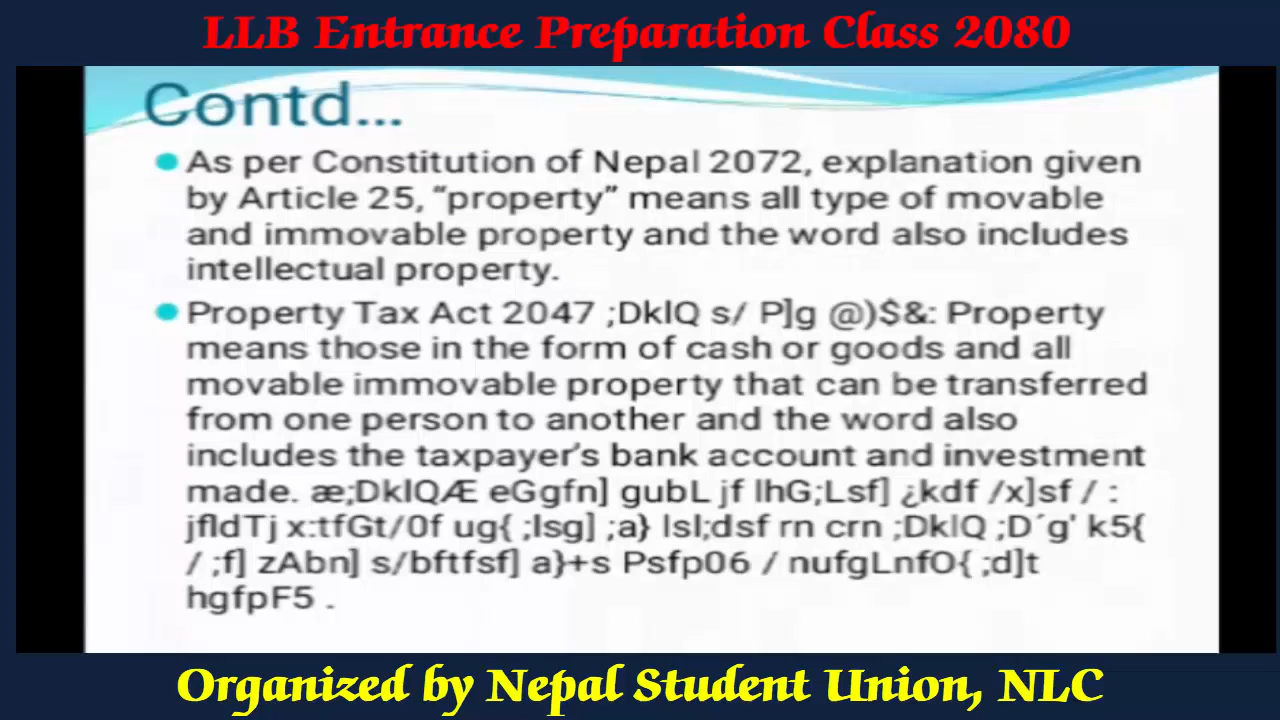 LLB Entrance Preparation Class 2080
Contd...
As per Constitution of Nepal 2072, explanation given
by Article 25, “property” means all type of movable
and immovable property and the word also includes
intellectual property.
Property Tax Act 2047 ;DklQ s/ P]g @)$&: Property
means those in the form of cash or goods and all
movable immovable property that can be transferred
from one person to another and the word also
includes the taxpayer’s bank account and investment
made. æ;DklQÆ eGgfn] gubL jf lhG;Lsf] ¿kdf /x]sf / :
jfldTj x:tfGt/0f ug{ ;lsg] ;a} lsl;dsf rn crn ;DklQ ;D´g' k5{
/ ;f] zAbn] s/bftfsf] a}+s Psfp06 / nufgLnfO{ ;d]t
hgfpF5 .
Organized by Nepal Student Union, NLC